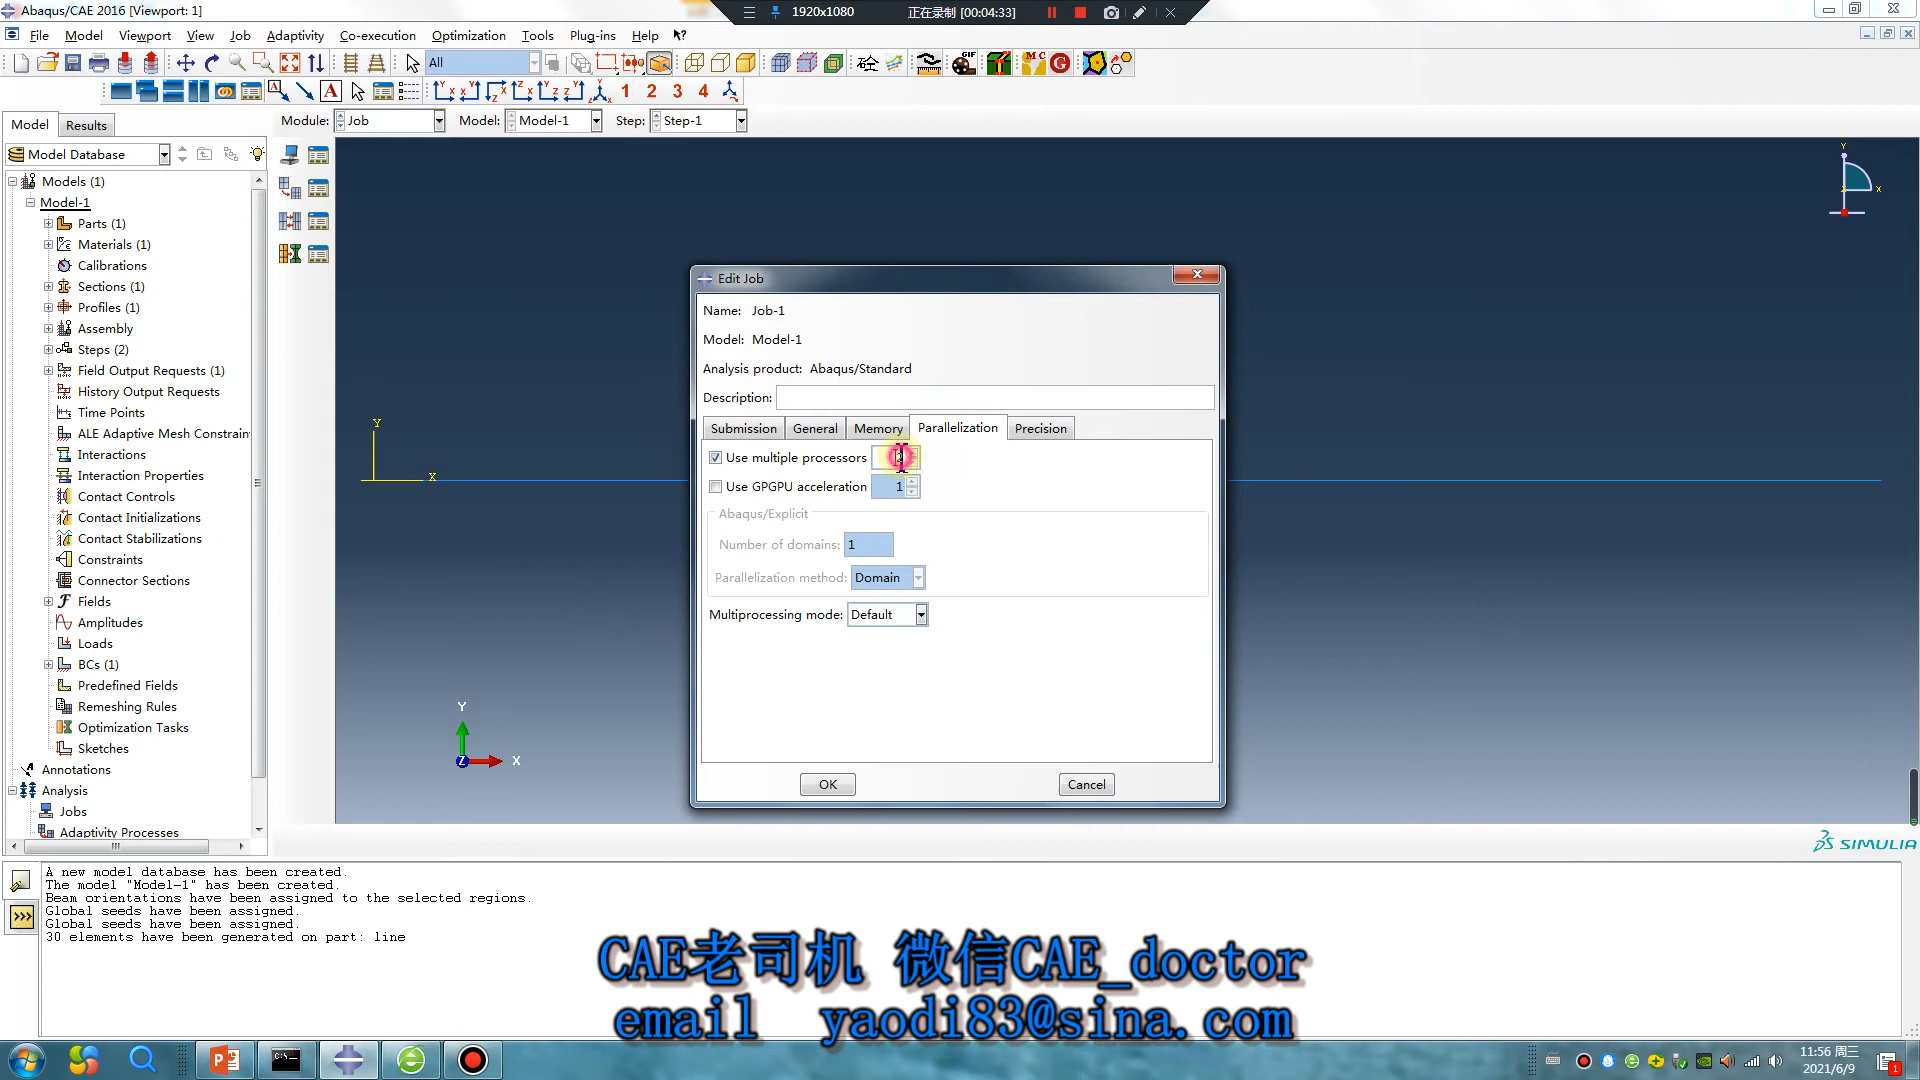 Abaqus/CAE 2016 [Viewport: 1]
1920x1080
正在录制 [00:04:33]
File
Model
Viewport
View
Job
Adaptivity
Co-execution
Optimization
Tools
Plug-ins
Help
All
GIF
MC
G
A
1 2 3 4
Model
Results
Module:
Job
Model:
Model-1
Step:
Step-1
Model Database
Models (1)
Model-1
Parts (1)
Materials (1)
Calibrations
Sections (1)
Profiles (1)
Assembly
Steps (2)
Field Output Requests (1)
History Output Requests
Time Points
ALE Adaptive Mesh Constrain
Interactions
Interaction Properties
Contact Controls
Contact Initializations
Contact Stabilizations
Constraints
Connector Sections
Fields
Amplitudes
Loads
BCs (1)
Predefined Fields
Remeshing Rules
Optimization Tasks
Sketches
Annotations
Analysis
Jobs
Adaptivity Processes
Y
X
Y
X
Z
Y
X
Edit Job
Name: Job-1
Model: Model-1
Analysis product: Abaqus/Standard
Description:
Submission
General
Memory
Parallelization
Precision
Use multiple processors
Use GPGPU acceleration
1
Abaqus/Explicit
Number of domains: 1
Parallelization method: Domain
Multiprocessing mode: Default
OK
Cancel
SIMULIA
A new model database has been created.
The model "Model-1" has been created.
Beam orientations have been assigned to the selected regions.
Global seeds have been assigned.
Global seeds have been assigned.
30 elements have been generated on part: line
CAE老司机 微信CAE_doctor
email yaodi83@sina.com
11:56 周三
2021/6/9